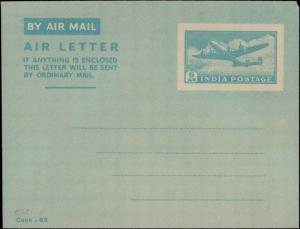 BY AIR MAIL
AIR LETTER
IF ANYTHING IS ENCLOSED
THIS LETTER WILL BE SENT
BY ORDINARY MAIL.
INDIA POSTAGE